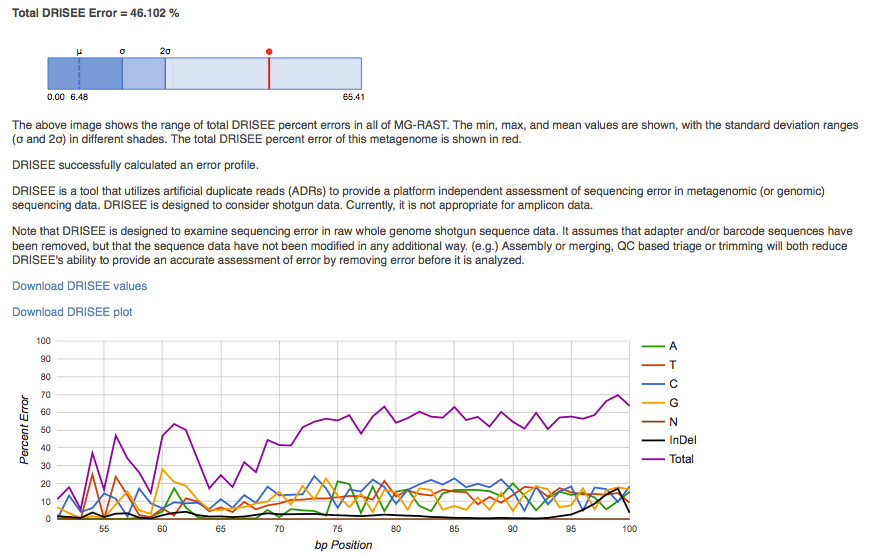 Total DRISEE Error = 46.102 %
μ σ 2σ
0.00 6.48 65.41
The above image shows the range of total DRISEE percent errors in all of MG-RAST. The min, max, and mean values are shown, with the standard deviation ranges
(σ and 2σ) in different shades. The total DRISEE percent error of this metagenome is shown in red.
DRISEE successfully calculated an error profile.
DRISEE is a tool that utilizes artificial duplicate reads (ADRs) to provide a platform independent assessment of sequencing error in metagenomic (or genomic)
sequencing data. DRISEE is designed to consider shotgun data. Currently, it is not appropriate for amplicon data.
Note that DRISEE is designed to examine sequencing error in raw whole genome shotgun sequence data. It assumes that adapter and/or barcode sequences have
been removed, but that the sequence data have not been modified in any additional way. (e.g.) Assembly or merging, QC based triage or trimming will both reduce
DRISEE's ability to provide an accurate assessment of error by removing error before it is analyzed.
Download DRISEE values
Download DRISEE plot
Percent Error
100
90
80
70
60
50
40
30
20
10
0
55 60 65 70 75 80 85 90 95 100
bp Position
A
T
C
G
N
InDel
Total